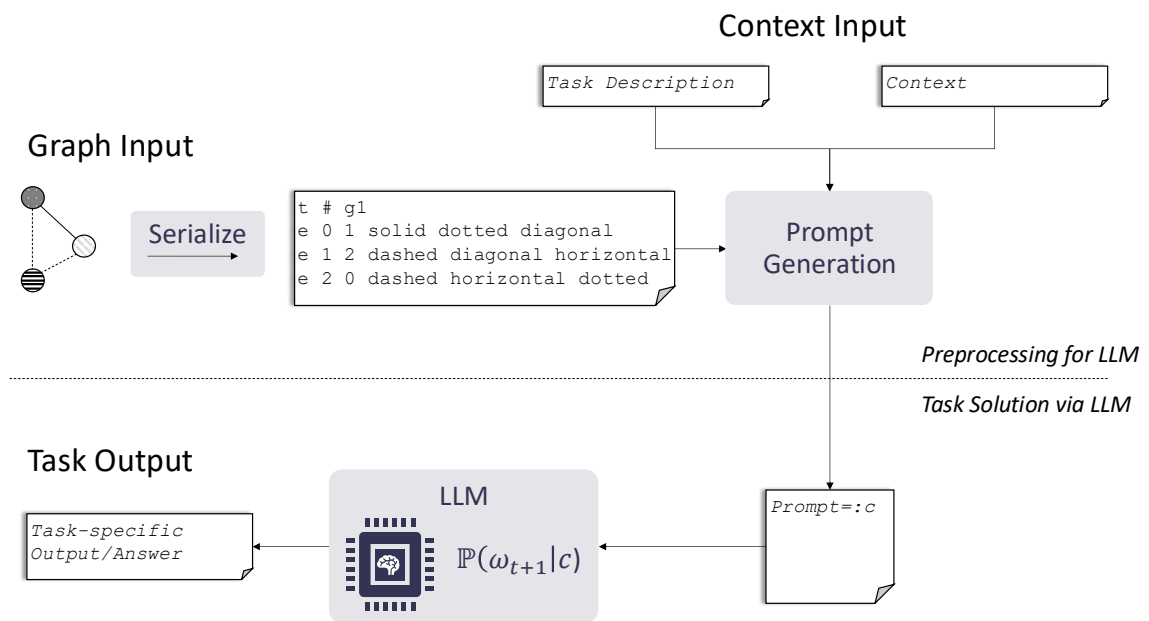 Context Input
Task Description
Context
Graph Input
Serialize
t # g1
e 0 1 solid dotted diagonal
e 1 2 dashed diagonal horizontal
e 2 0 dashed horizontal dotted
Prompt
Generation
Preprocessing for LLM
Task Solution via LLM
Task Output
Task-specific
Output/Answer
LLM
ℙ(ω_{t+1}|c)
Prompt=:c